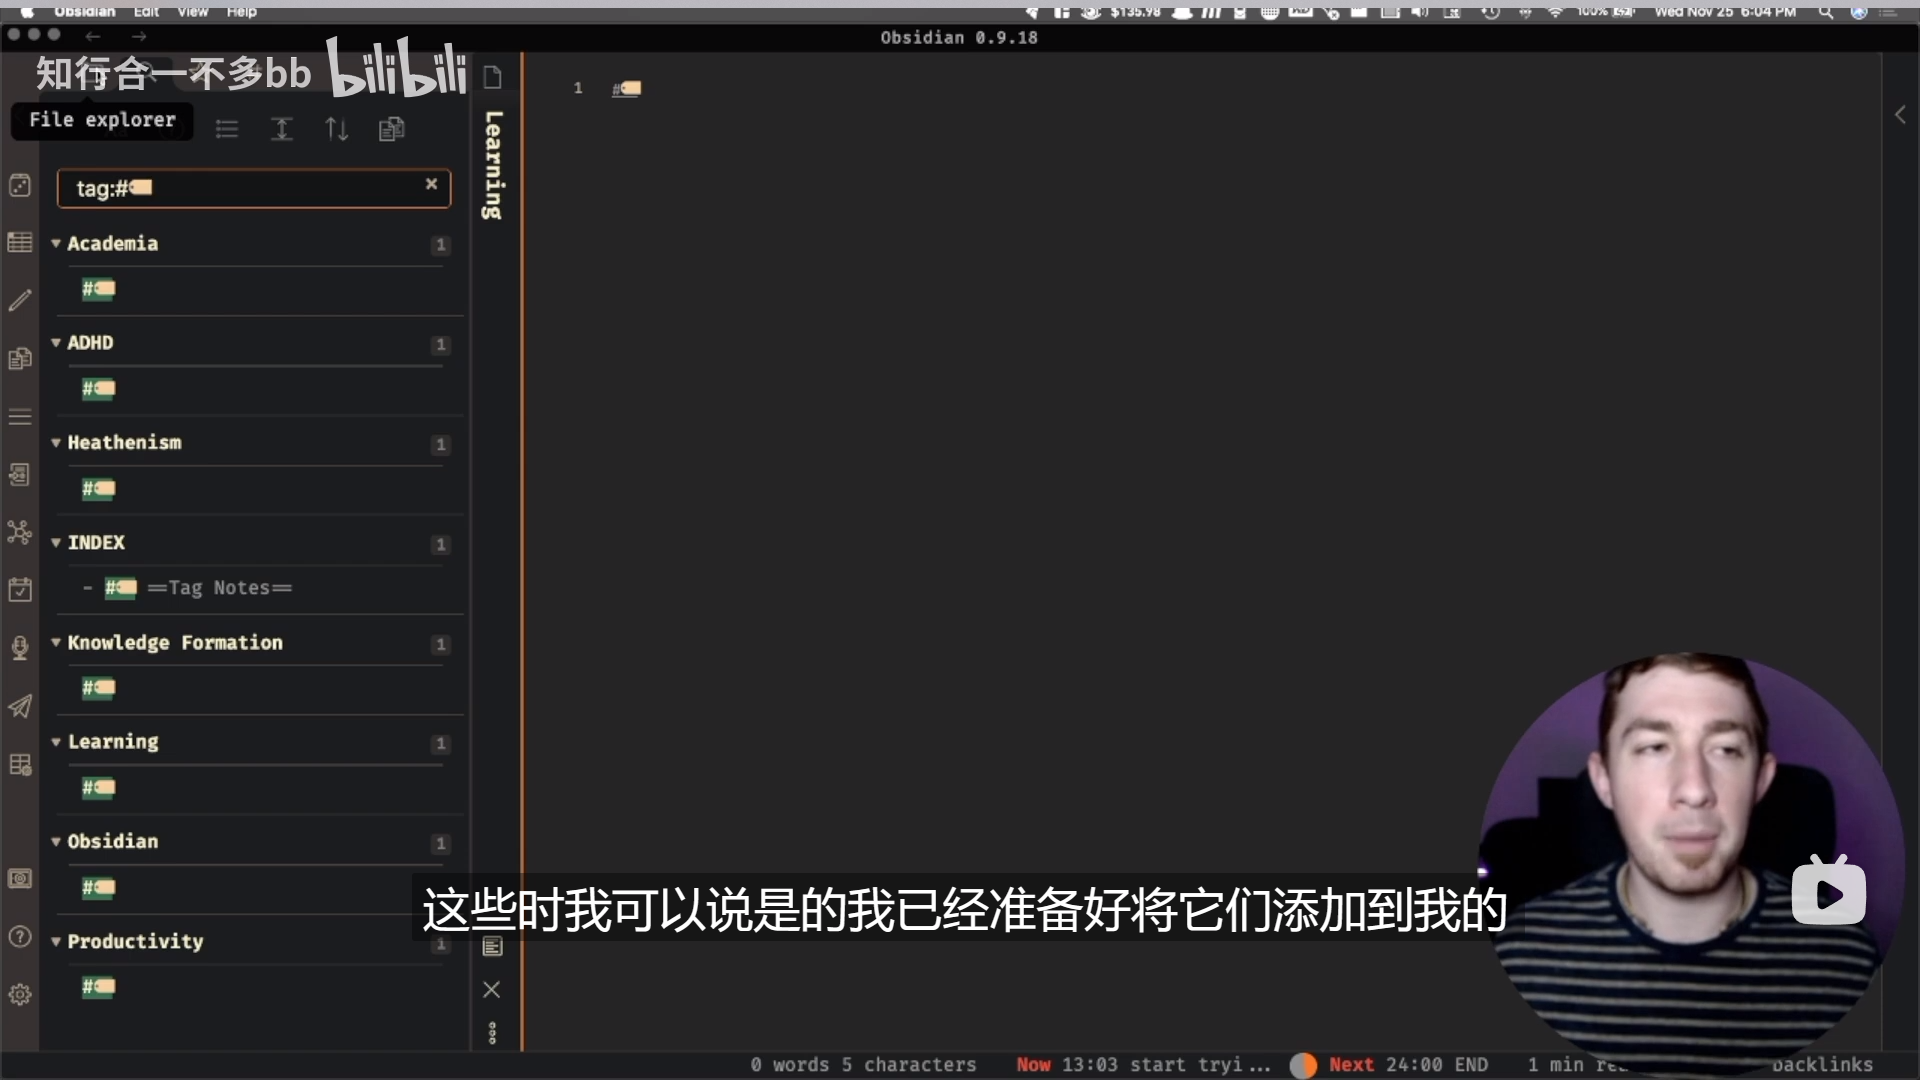 Obsidian Edit View Help
$135.98
100%
Wed Nov 25 6:04 PM
Obsidian 0.9.18
知行合一不多bb bilibili
File explorer
Learning
1 #
tag:#
Academia 1
#
ADHD 1
#
Heathenism 1
#
INDEX 1
- # ==Tag Notes==
Knowledge Formation 1
#
Learning 1
#
Obsidian 1
#
Productivity 1
#
这些时我可以说是的我已经准备好将它们添加到我的
0 words 5 characters
Now 13:03 start tryi...
Next 24:00 END
1 min
backlinks